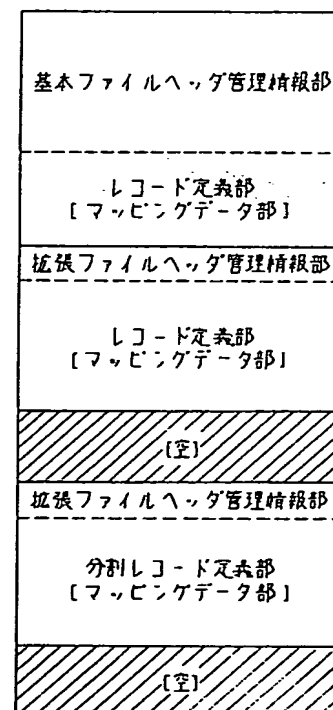 基本ファイルヘッダ管理情報部
レコード定義部
[マッピングデータ部]
拡張ファイルヘッダ管理情報部
レコード定義部
[マッピングデータ部]
[空]
拡張ファイルヘッダ管理情報部
分割レコード定義部
[マッピングデータ部]
[空]